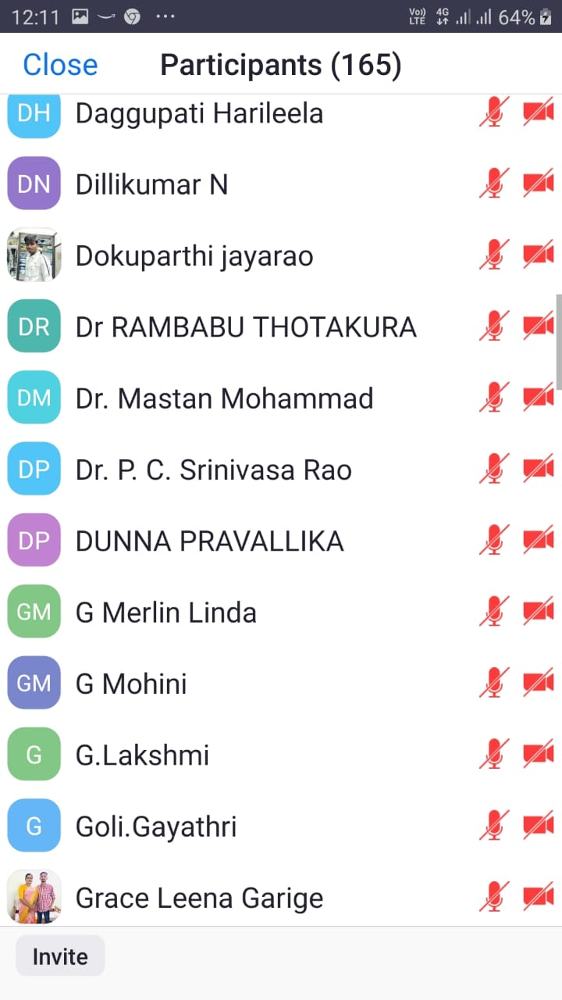 12:11 ... Vo)) LTE 4G 64%
Close Participants (165)
DH Daggupati Harileela
DN Dillikumar N
Dokuparthi jayarao
DR Dr RAMBABU THOTAKURA
DM Dr. Mastan Mohammad
DP Dr. P. C. Srinivasa Rao
DP DUNNA PRAVALLIKA
GM G Merlin Linda
GM G Mohini
G G.Lakshmi
G Goli.Gayathri
Grace Leena Garige
Invite